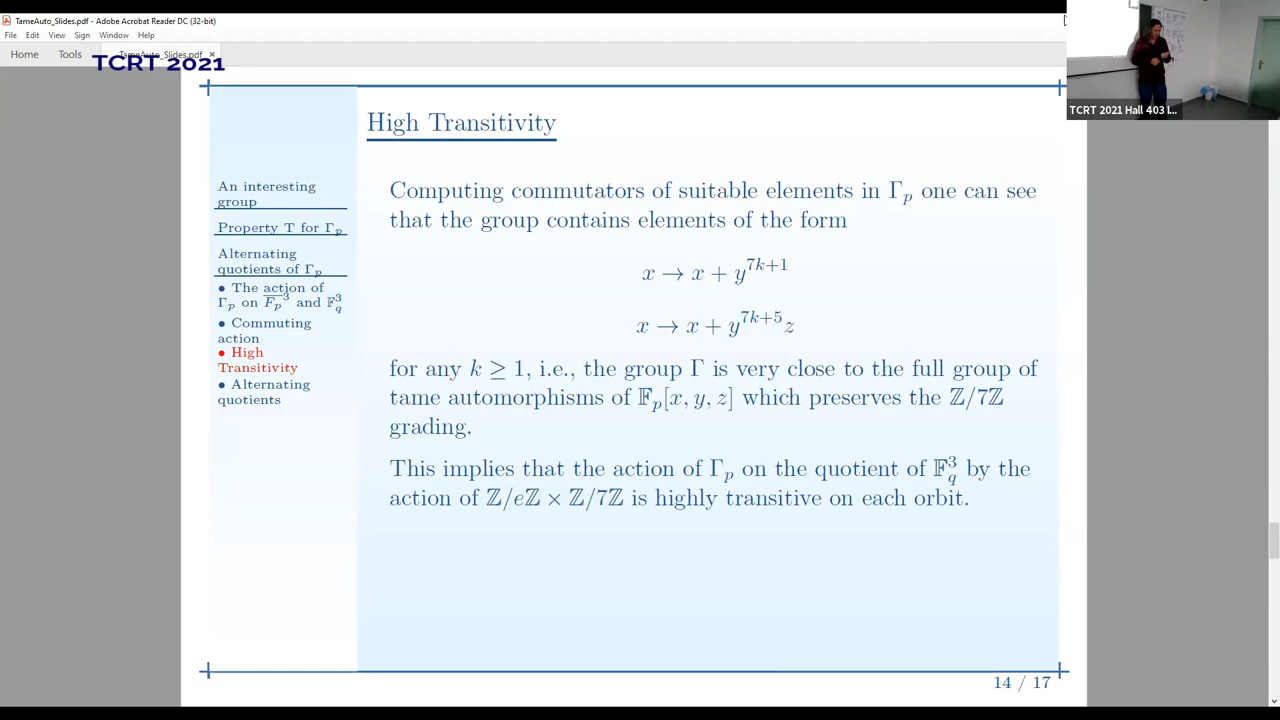 TameAuto_Slides.pdf - Adobe Acrobat Reader DC (32-bit)
File Edit View Sign Window Help
Home Tools TameAuto_Slides.pdf ×
TCRT 2021
TCRT 2021 Hall 403 I...
High Transitivity
An interesting
group
Property T for Γ_p
Alternating
quotients of Γ_p
• The action of
Γ_p on \overline{F_p}^3 and 𝔽_q^3
• Commuting
action
• High
Transitivity
• Alternating
quotients
Computing commutators of suitable elements in Γ_p one can see
that the group contains elements of the form
x → x + y^{7k+1}
x → x + y^{7k+5}z
for any k ≥ 1, i.e., the group Γ is very close to the full group of
tame automorphisms of 𝔽_p[x, y, z] which preserves the ℤ/7ℤ
grading.
This implies that the action of Γ_p on the quotient of 𝔽_q^3 by the
action of ℤ/eℤ × ℤ/7ℤ is highly transitive on each orbit.
14 / 17